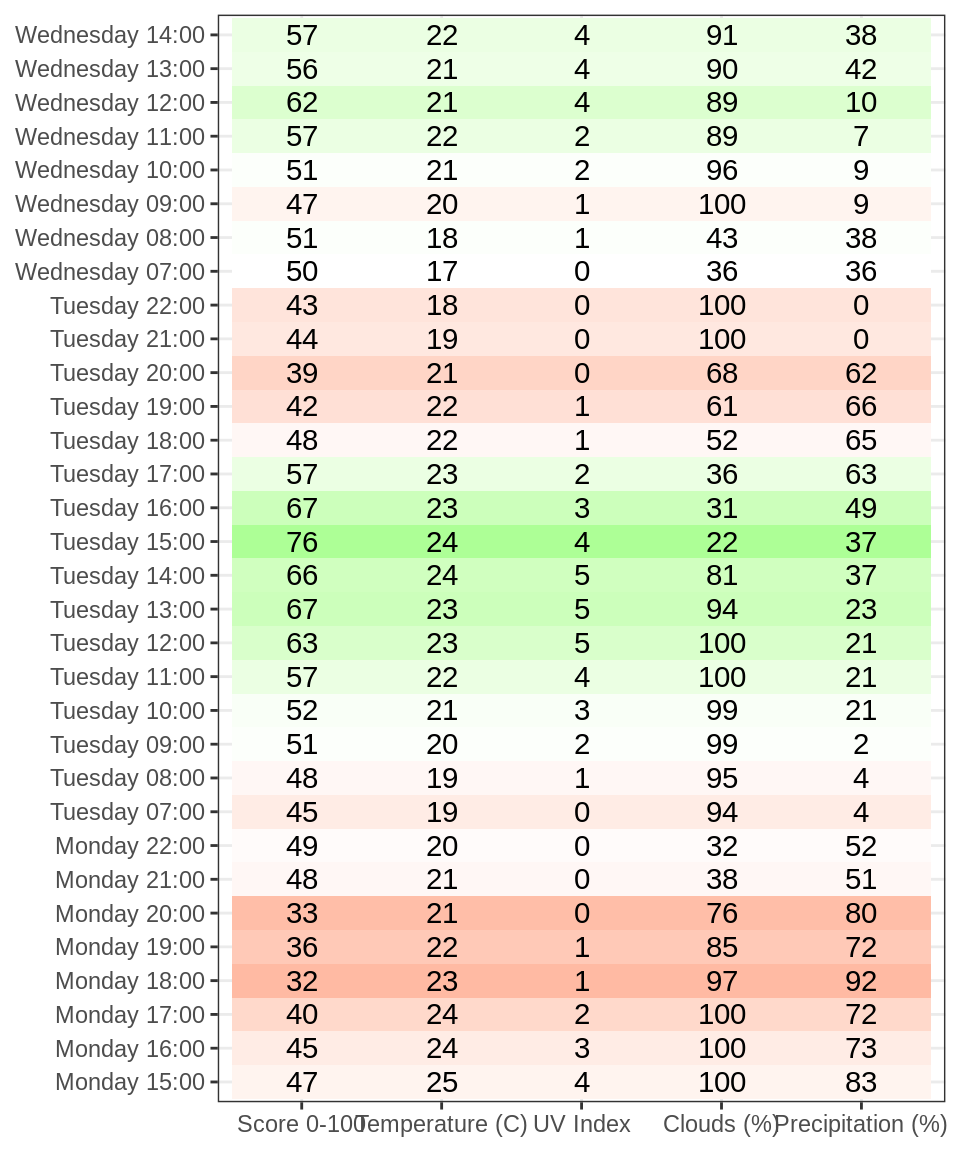 Wednesday 14:00 57 22 4 91 38
Wednesday 13:00 56 21 4 90 42
Wednesday 12:00 62 21 4 89 10
Wednesday 11:00 57 22 2 89 7
Wednesday 10:00 51 21 2 96 9
Wednesday 09:00 47 20 1 100 9
Wednesday 08:00 51 18 1 43 38
Wednesday 07:00 50 17 0 36 36
Tuesday 22:00 43 18 0 100 0
Tuesday 21:00 44 19 0 100 0
Tuesday 20:00 39 21 0 68 62
Tuesday 19:00 42 22 1 61 66
Tuesday 18:00 48 22 1 52 65
Tuesday 17:00 57 23 2 36 63
Tuesday 16:00 67 23 3 31 49
Tuesday 15:00 76 24 4 22 37
Tuesday 14:00 66 24 5 81 37
Tuesday 13:00 67 23 5 94 23
Tuesday 12:00 63 23 5 100 21
Tuesday 11:00 57 22 4 100 21
Tuesday 10:00 52 21 3 99 21
Tuesday 09:00 51 20 2 99 2
Tuesday 08:00 48 19 1 95 4
Tuesday 07:00 45 19 0 94 4
Monday 22:00 49 20 0 32 52
Monday 21:00 48 21 0 38 51
Monday 20:00 33 21 0 76 80
Monday 19:00 36 22 1 85 72
Monday 18:00 32 23 1 97 92
Monday 17:00 40 24 2 100 72
Monday 16:00 45 24 3 100 73
Monday 15:00 47 25 4 100 83
Score 0-100 Temperature (C) UV Index Clouds (%) Precipitation (%)